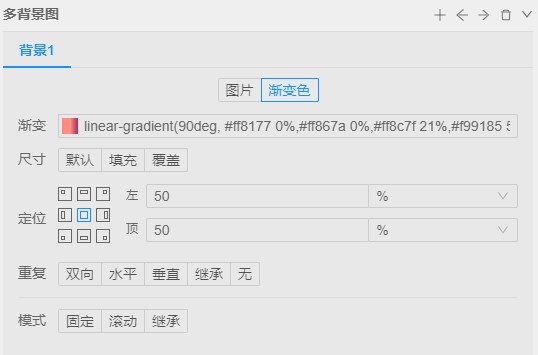 多背景图
背景1
图片 渐变色
渐变 linear-gradient(90deg, #ff8177 0%,#ff867a 0%,#ff8c7f 21%,#f99185 5
尺寸 默认 填充 覆盖
定位 左 50 %
顶 50 %
重复 双向 水平 垂直 继承 无
模式 固定 滚动 继承